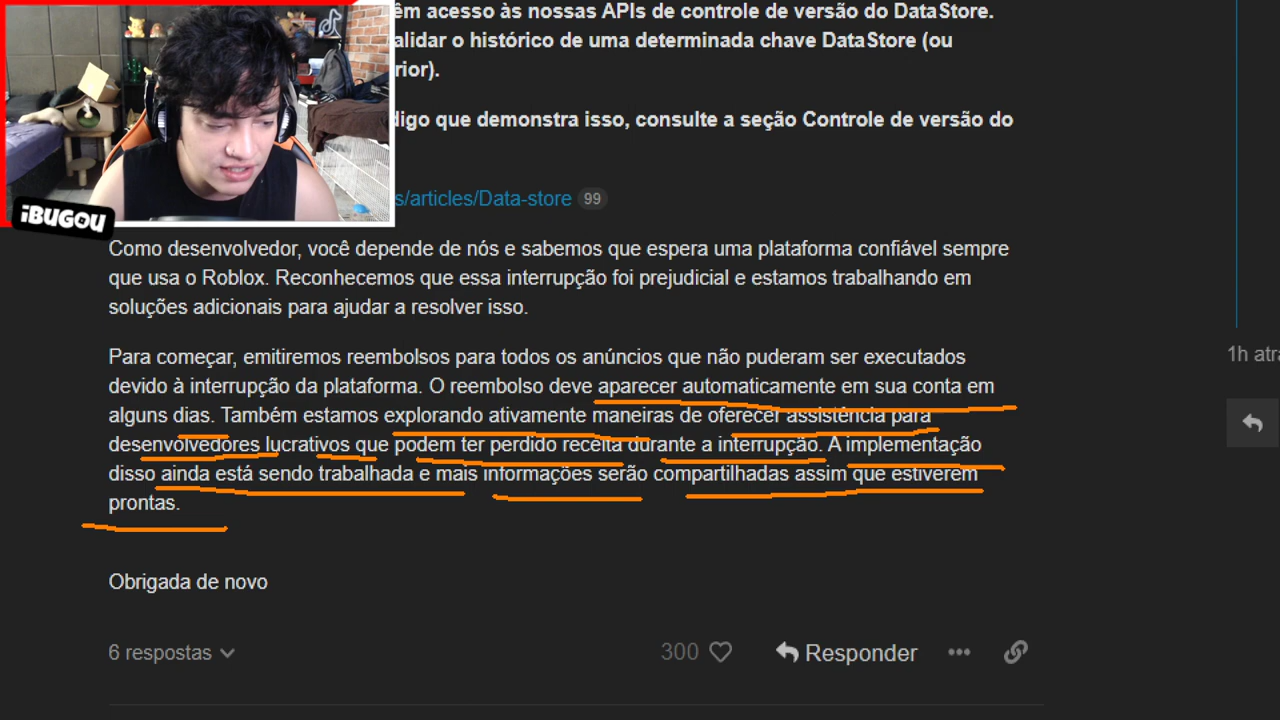 êm acesso às nossas APIs de controle de versão do DataStore.
alidar o histórico de uma determinada chave DataStore (ou
rior).
digo que demonstra isso, consulte a seção Controle de versão do
s/articles/Data-store 99
iBUGOU
Como desenvolvedor, você depende de nós e sabemos que espera uma plataforma confiável sempre
que usa o Roblox. Reconhecemos que essa interrupção foi prejudicial e estamos trabalhando em
soluções adicionais para ajudar a resolver isso.
Para começar, emitiremos reembolsos para todos os anúncios que não puderam ser executados
devido à interrupção da plataforma. O reembolso deve aparecer automaticamente em sua conta em
alguns dias. Também estamos explorando ativamente maneiras de oferecer assistência para
desenvolvedores lucrativos que podem ter perdido receita durante a interrupção. A implementação
disso ainda está sendo trabalhada e mais informações serão compartilhadas assim que estiverem
prontas.
1h atrá
Obrigada de novo
6 respostas
300
Responder